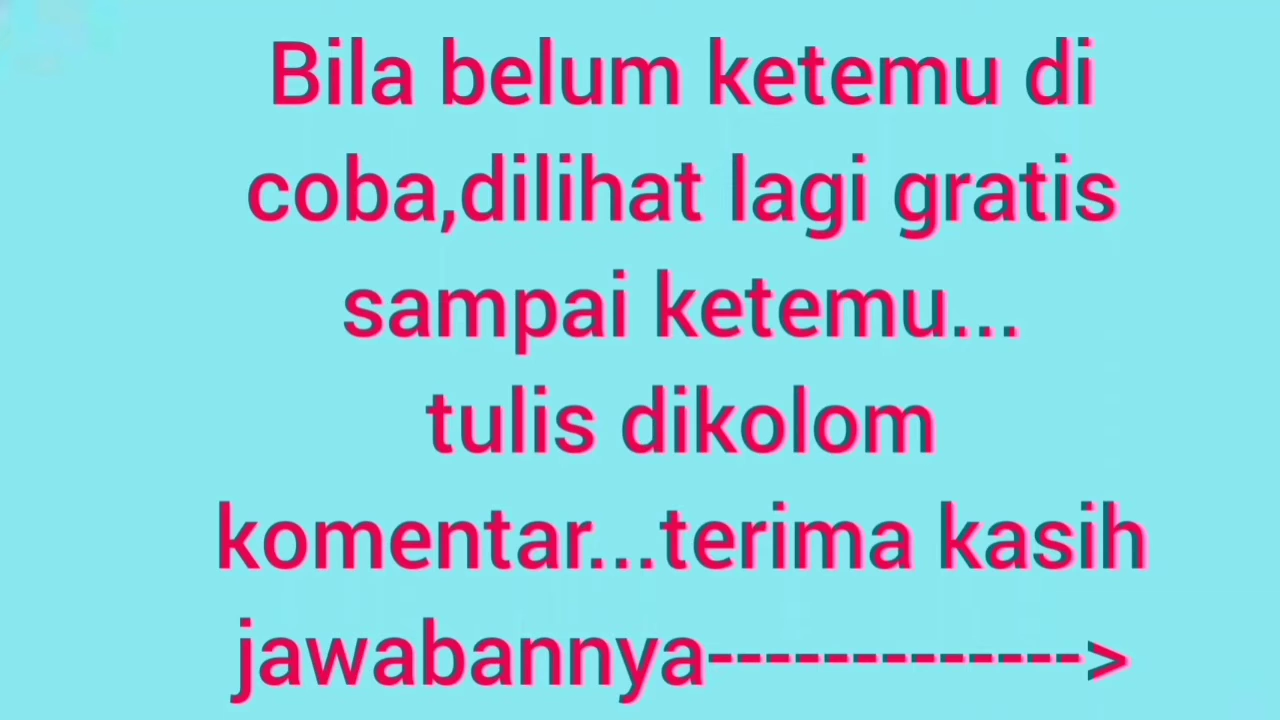 Bila belum ketemu di
coba,dilihat lagi gratis
sampai ketemu...
tulis dikolom
komentar...terima kasih
jawabannya------------->